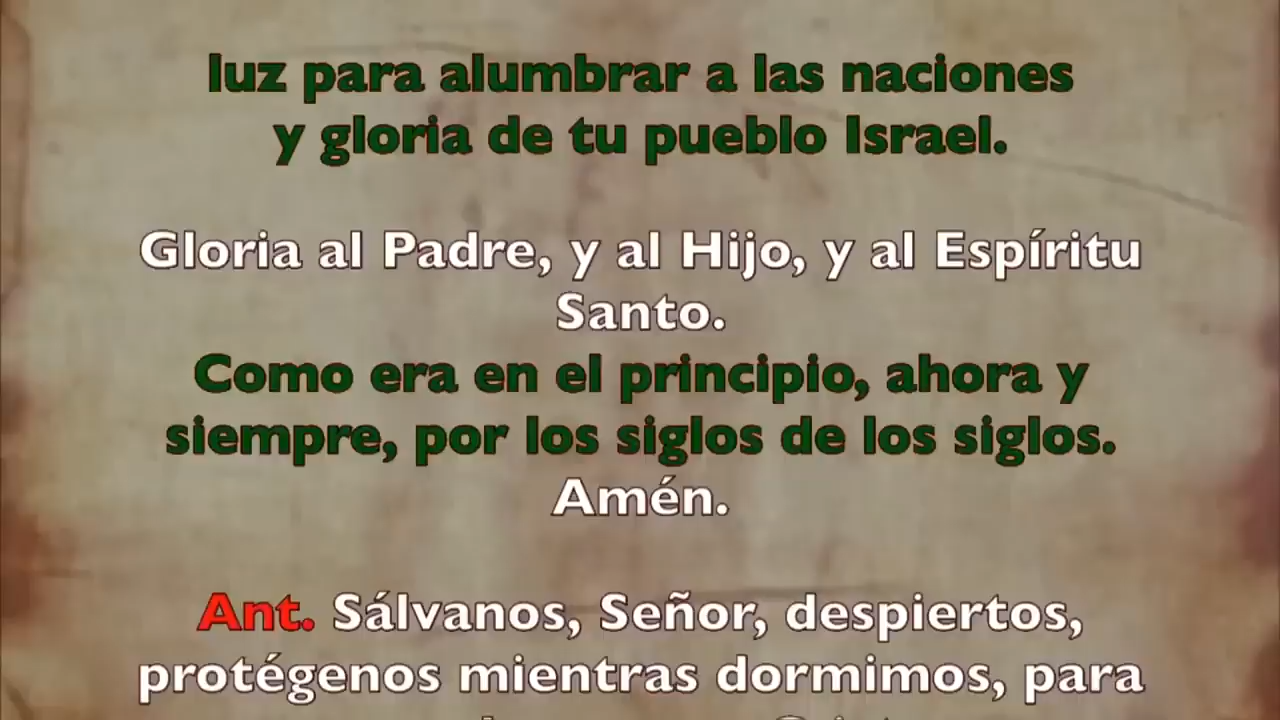 luz para alumbrar a las naciones
y gloria de tu pueblo Israel.
Gloria al Padre, y al Hijo, y al Espíritu
Santo.
Como era en el principio, ahora y
siempre, por los siglos de los siglos.
Amén.
Ant. Sálvanos, Señor, despiertos,
protégenos mientras dormimos, para